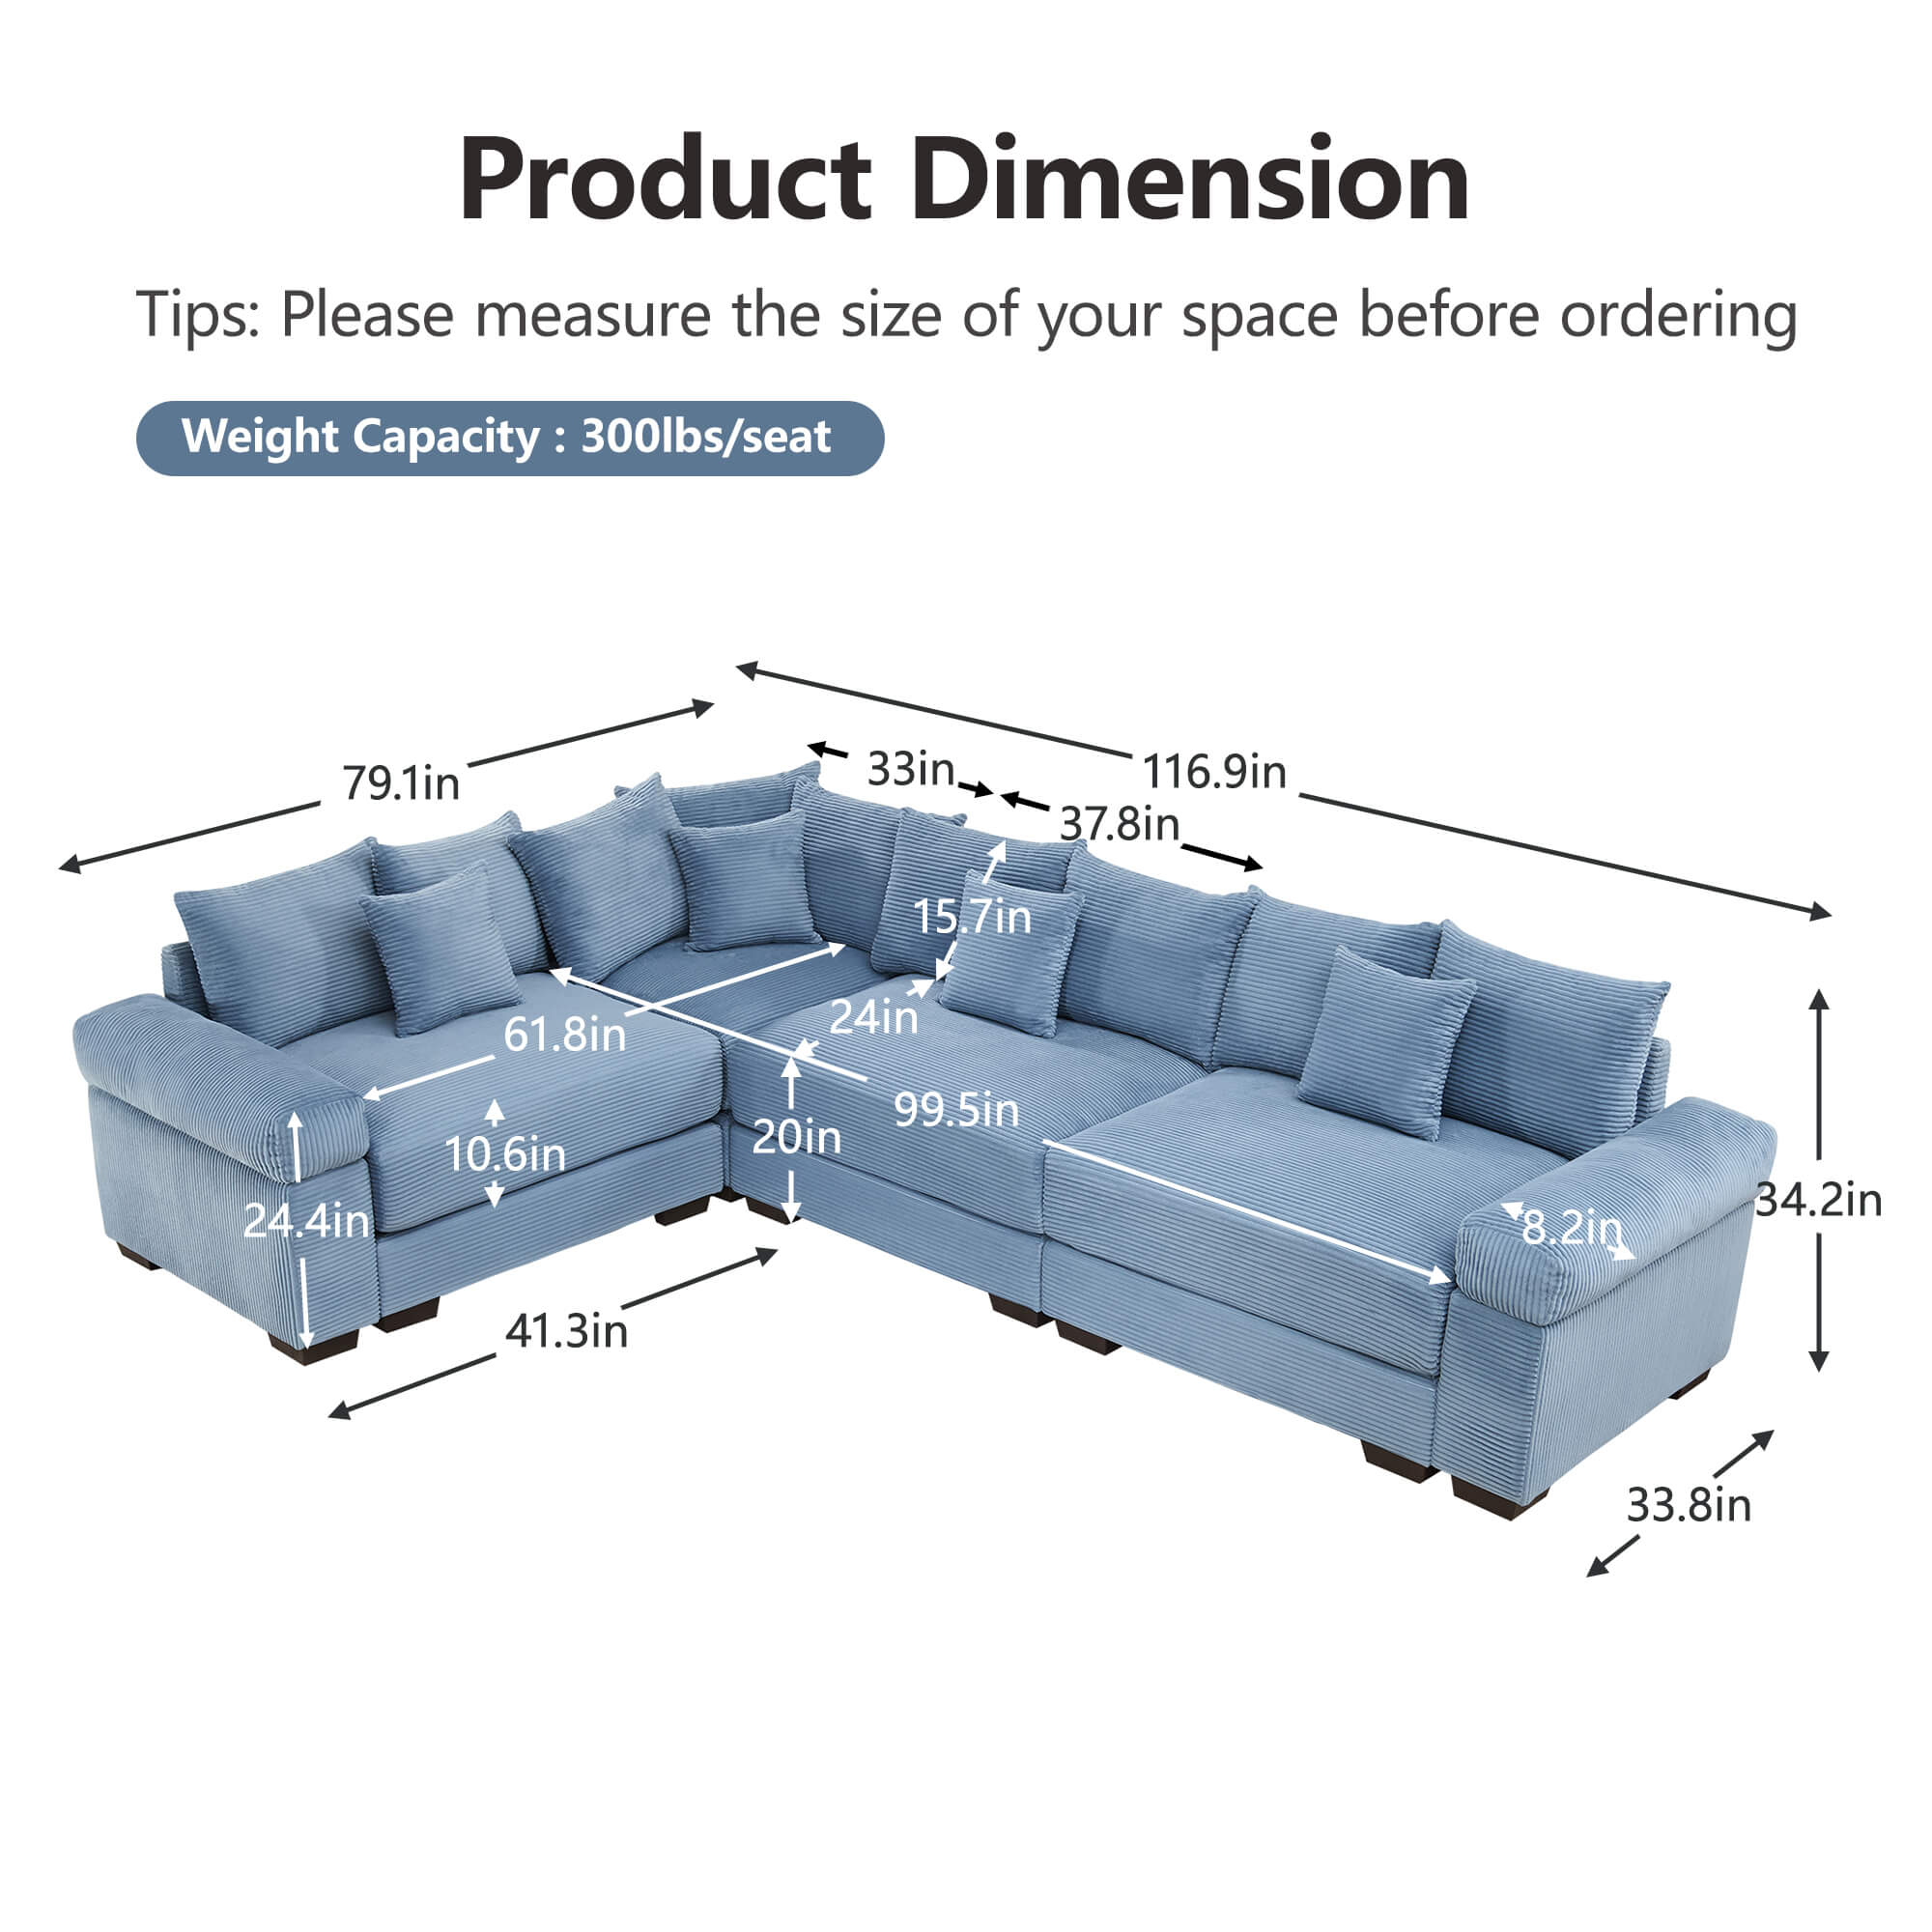 Product Dimension
Tips: Please measure the size of your space before ordering
Weight Capacity : 300lbs/seat
79.1in
33in
116.9in
37.8in
15.7in
24in
61.8in
99.5in
20in
10.6in
24.4in
8.2in
34.2in
41.3in
33.8in